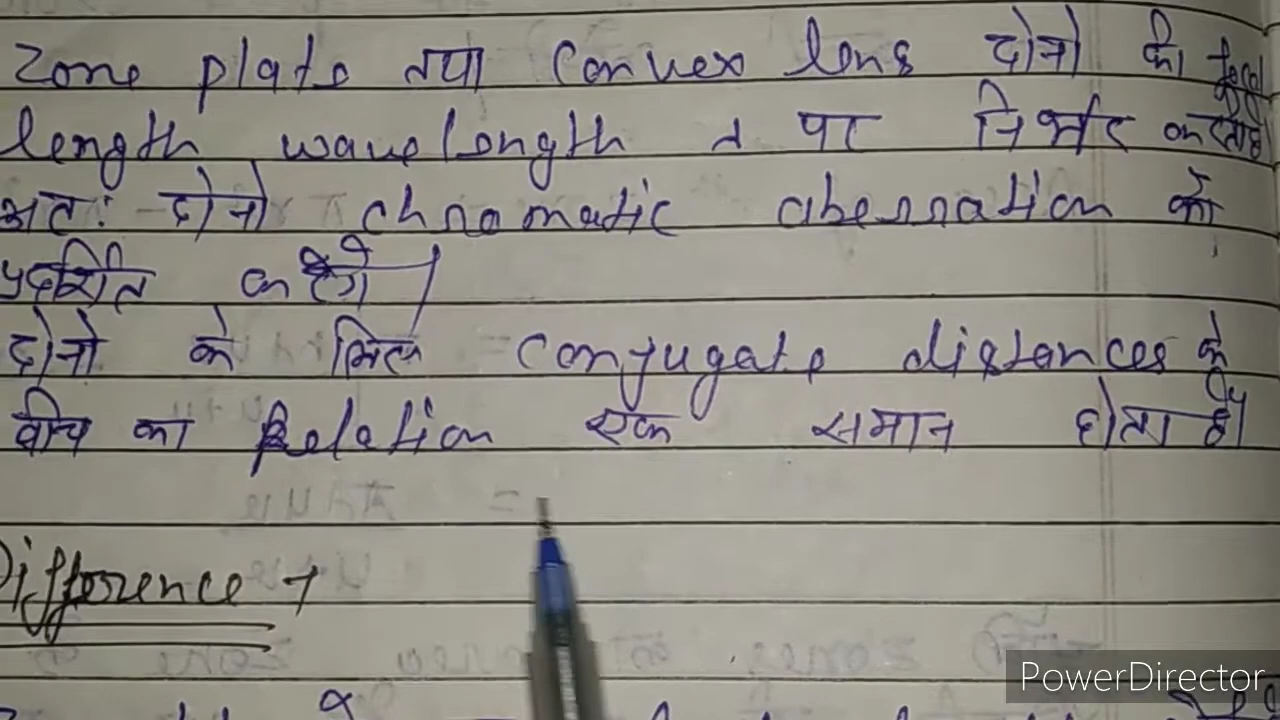 Zone plate तथा Convex lens दोनो की focal
length wavelength λ पर निर्भर करती है
अत: दोनो chromatic aberration को
प्रदर्शित करेंगे |
दोनो के लिए conjugate distances के
बीच का Relation एक समान होता है।
Difference →
PowerDirector